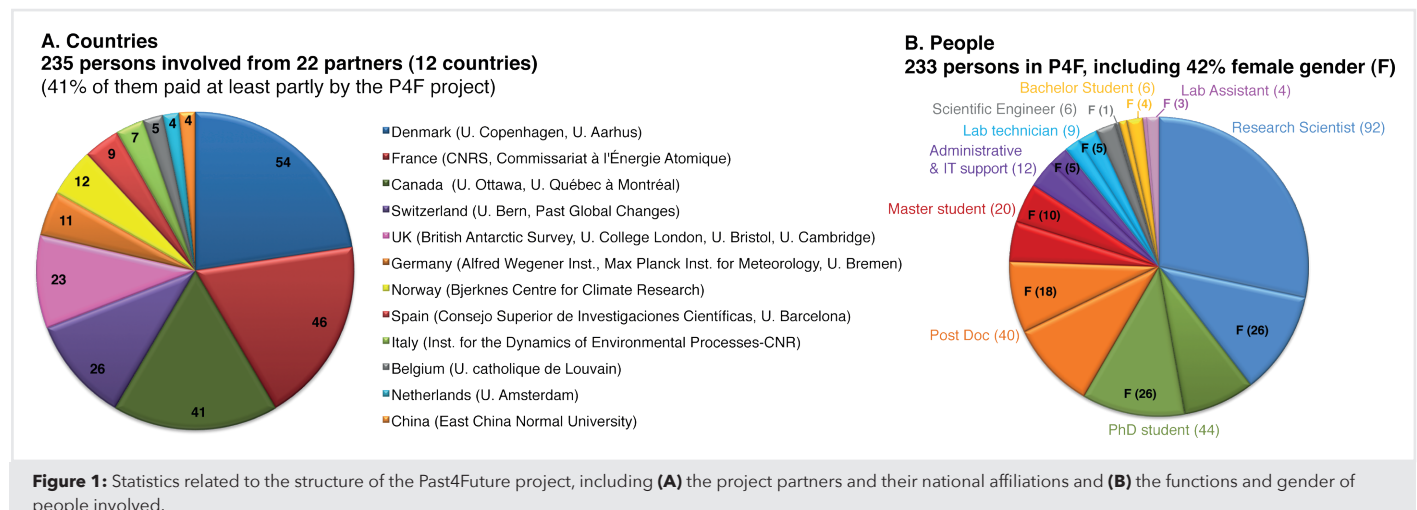 A. Countries
235 persons involved from 22 partners (12 countries)
(41% of them paid at least partly by the P4F project)
54
46
41
26
23
11
12
9
7
5
4
4
Denmark (U. Copenhagen, U. Aarhus)
France (CNRS, Commissariat à l'Énergie Atomique)
Canada (U. Ottawa, U. Québec à Montréal)
Switzerland (U. Bern, Past Global Changes)
UK (British Antarctic Survey, U. College London, U. Bristol, U. Cambridge)
Germany (Alfred Wegener Inst., Max Planck Inst. for Meteorology, U. Bremen)
Norway (Bjerknes Centre for Climate Research)
Spain (Consejo Superior de Investigaciones Científicas, U. Barcelona)
Italy (Inst. for the Dynamics of Environmental Processes-CNR)
Belgium (U. catholique de Louvain)
Netherlands (U. Amsterdam)
China (East China Normal University)
B. People
233 persons in P4F, including 42% female gender (F)
Research Scientist (92)
F (26)
PhD student (44)
F (26)
Post Doc (40)
F (18)
Master student (20)
F (10)
Administrative
& IT support (12)
F (5)
Lab technician (9)
F (5)
Scientific Engineer (6)
F (1)
Bachelor Student (6)
F (4)
Lab Assistant (4)
F (3)
Figure 1: Statistics related to the structure of the Past4Future project, including (A) the project partners and their national affiliations and (B) the functions and gender of
people involved.